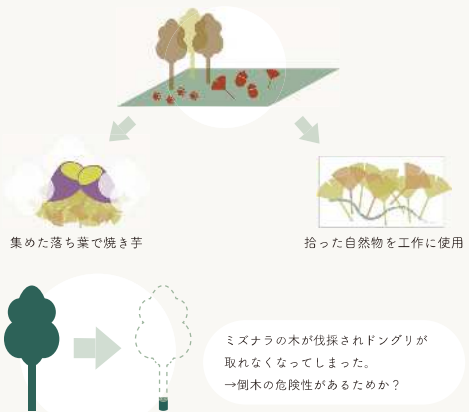 集めた落ち葉で焼き芋
拾った自然物を工作に使用
ミズナラの木が伐採されドングリが
取れなくなってしまった。
→倒木の危険性があるためか?